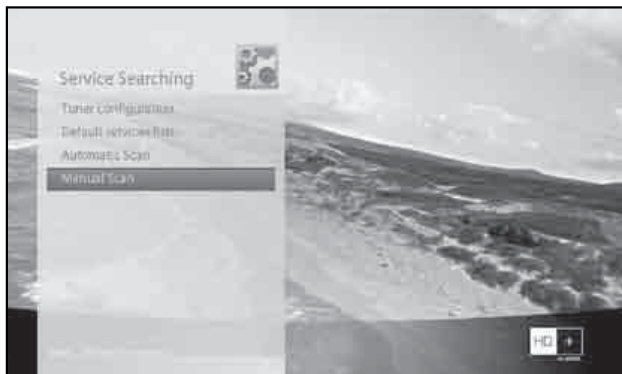 Service Searching
Tuner Configuration
Default services lists
Automatic Scan
Manual Scan
HD